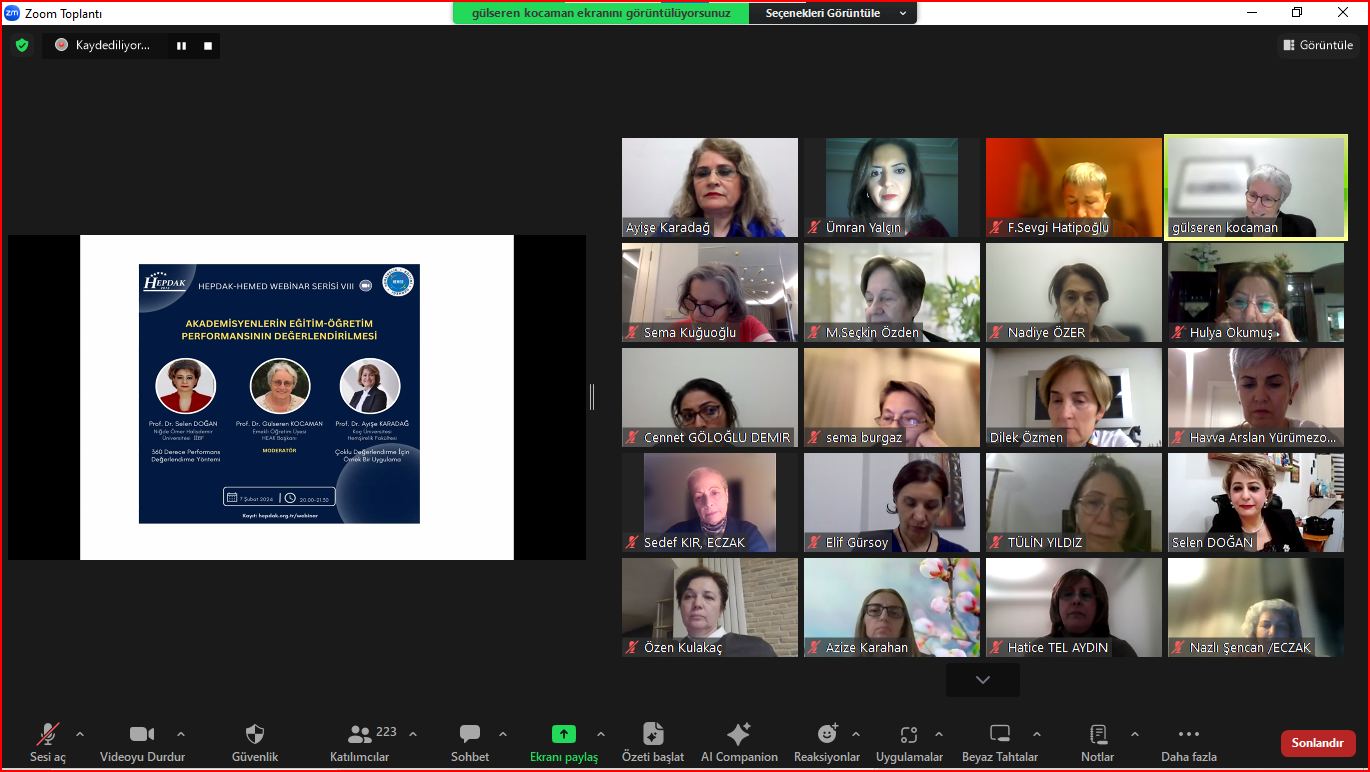 Zoom Toplantı
gülseren kocaman ekranını görüntülüyorsunuz
Seçenekleri Görüntüle
Kaydediliyor...
Görüntüle
HEPDAK
HEPDAK-HEMED WEBINAR SERİSİ VIII
HEMED
AKADEMİSYENLERİN EĞİTİM-ÖĞRETİM
PERFORMANSININ DEĞERLENDİRİLMESİ
Prof. Dr. Selen DOĞAN
Niğde Ömer Halisdemir
Üniversitesi İİBF
360 Derece Performans
Değerlendirme Yöntemi
Prof. Dr. Gülseren KOCAMAN
Emekli Öğretim Üyesi
HEAK Başkanı
MODERATÖR
Prof. Dr. Ayişe KARADAĞ
Koç Üniversitesi
Hemşirelik Fakültesi
Çoklu Değerlendirme İçin
Örnek Bir Uygulama
7 Şubat 2024 | 20.00-21.30
Kayıt: hepdak.org.tr/webinar
Ayişe Karadağ
Ümran Yalçın
F.Sevgi Hatipoğlu
gülseren kocaman
Sema Kuğuoğlu
M.Seçkin Özden
Nadiye ÖZER
Hulya Okumuş
Cennet GÖLOĞLU DEMIR
sema burgaz
Dilek Özmen
Havva Arslan Yürümezo...
Sedef KIR, ECZAK
Elif Gürsoy
TÜLİN YILDIZ
Selen DOĞAN
Özen Kulakaç
Azize Karahan
Hatice TEL AYDIN
Nazlı Şencan /ECZAK
223
Sesi aç
Videoyu Durdur
Güvenlik
Katılımcılar
Sohbet
Ekranı paylaş
Özeti başlat
AI Companion
Reaksiyonlar
Uygulamalar
Beyaz Tahtalar
Notlar
Daha fazla
Sonlandır